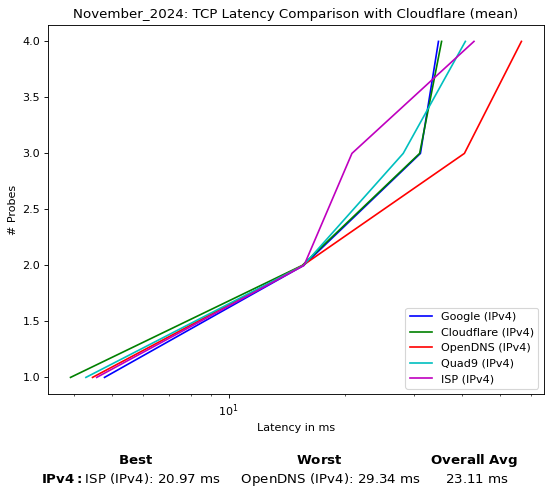 November_2024: TCP Latency Comparison with Cloudflare (mean)
4.0
3.5
3.0
2.5
2.0
1.5
1.0
# Probes
Google (IPv4)
Cloudflare (IPv4)
OpenDNS (IPv4)
Quad9 (IPv4)
ISP (IPv4)
10¹
Latency in ms
Best Worst Overall Avg
IPv4: ISP (IPv4): 20.97 ms OpenDNS (IPv4): 29.34 ms 23.11 ms